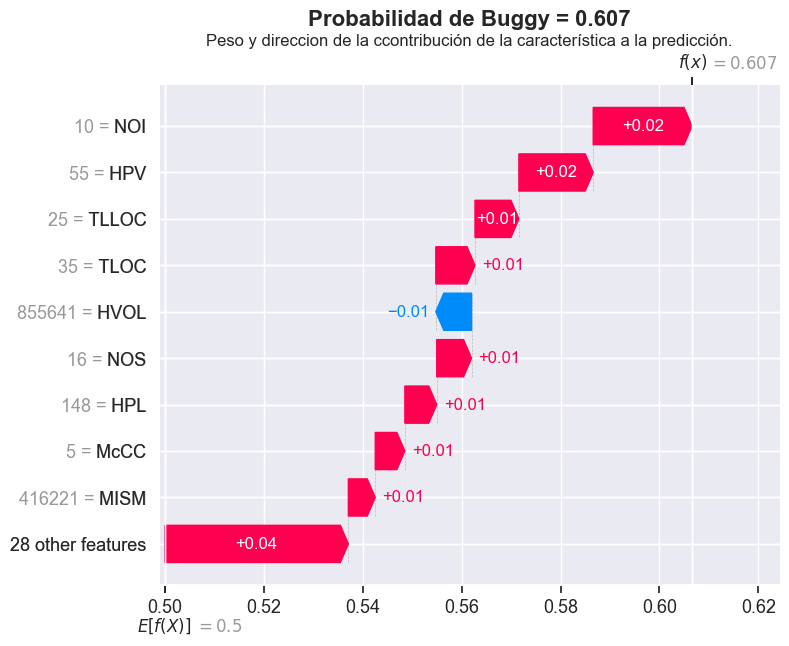 Probabilidad de Buggy = 0.607
Peso y direccion de la ccontribución de la característica a la predicción.
f(x) = 0.607
10 = NOI
+0.02
55 = HPV
+0.02
25 = TLLOC
+0.01
35 = TLOC
+0.01
855641 = HVOL
−0.01
16 = NOS
+0.01
148 = HPL
+0.01
5 = McCC
+0.01
416221 = MISM
+0.01
28 other features
+0.04
0.50 0.52 0.54 0.56 0.58 0.60 0.62
E[f(X)] = 0.5